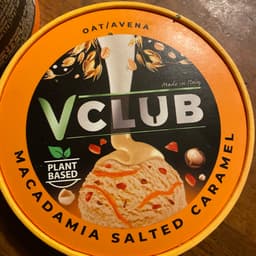 OAT/AVENA
Made in Italy
VCLUB
PLANT
BASED
MACADAMIA SALTED CARAMEL